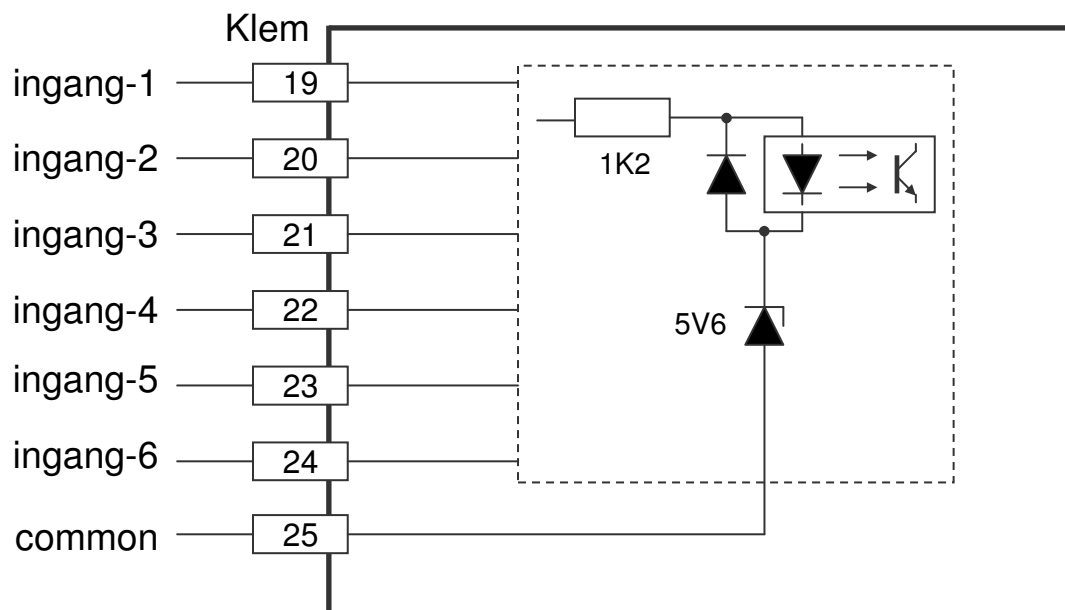 Klem
ingang-1 19
ingang-2 20
1K2
ingang-3 21
ingang-4 22
5V6
ingang-5 23
ingang-6 24
common 25